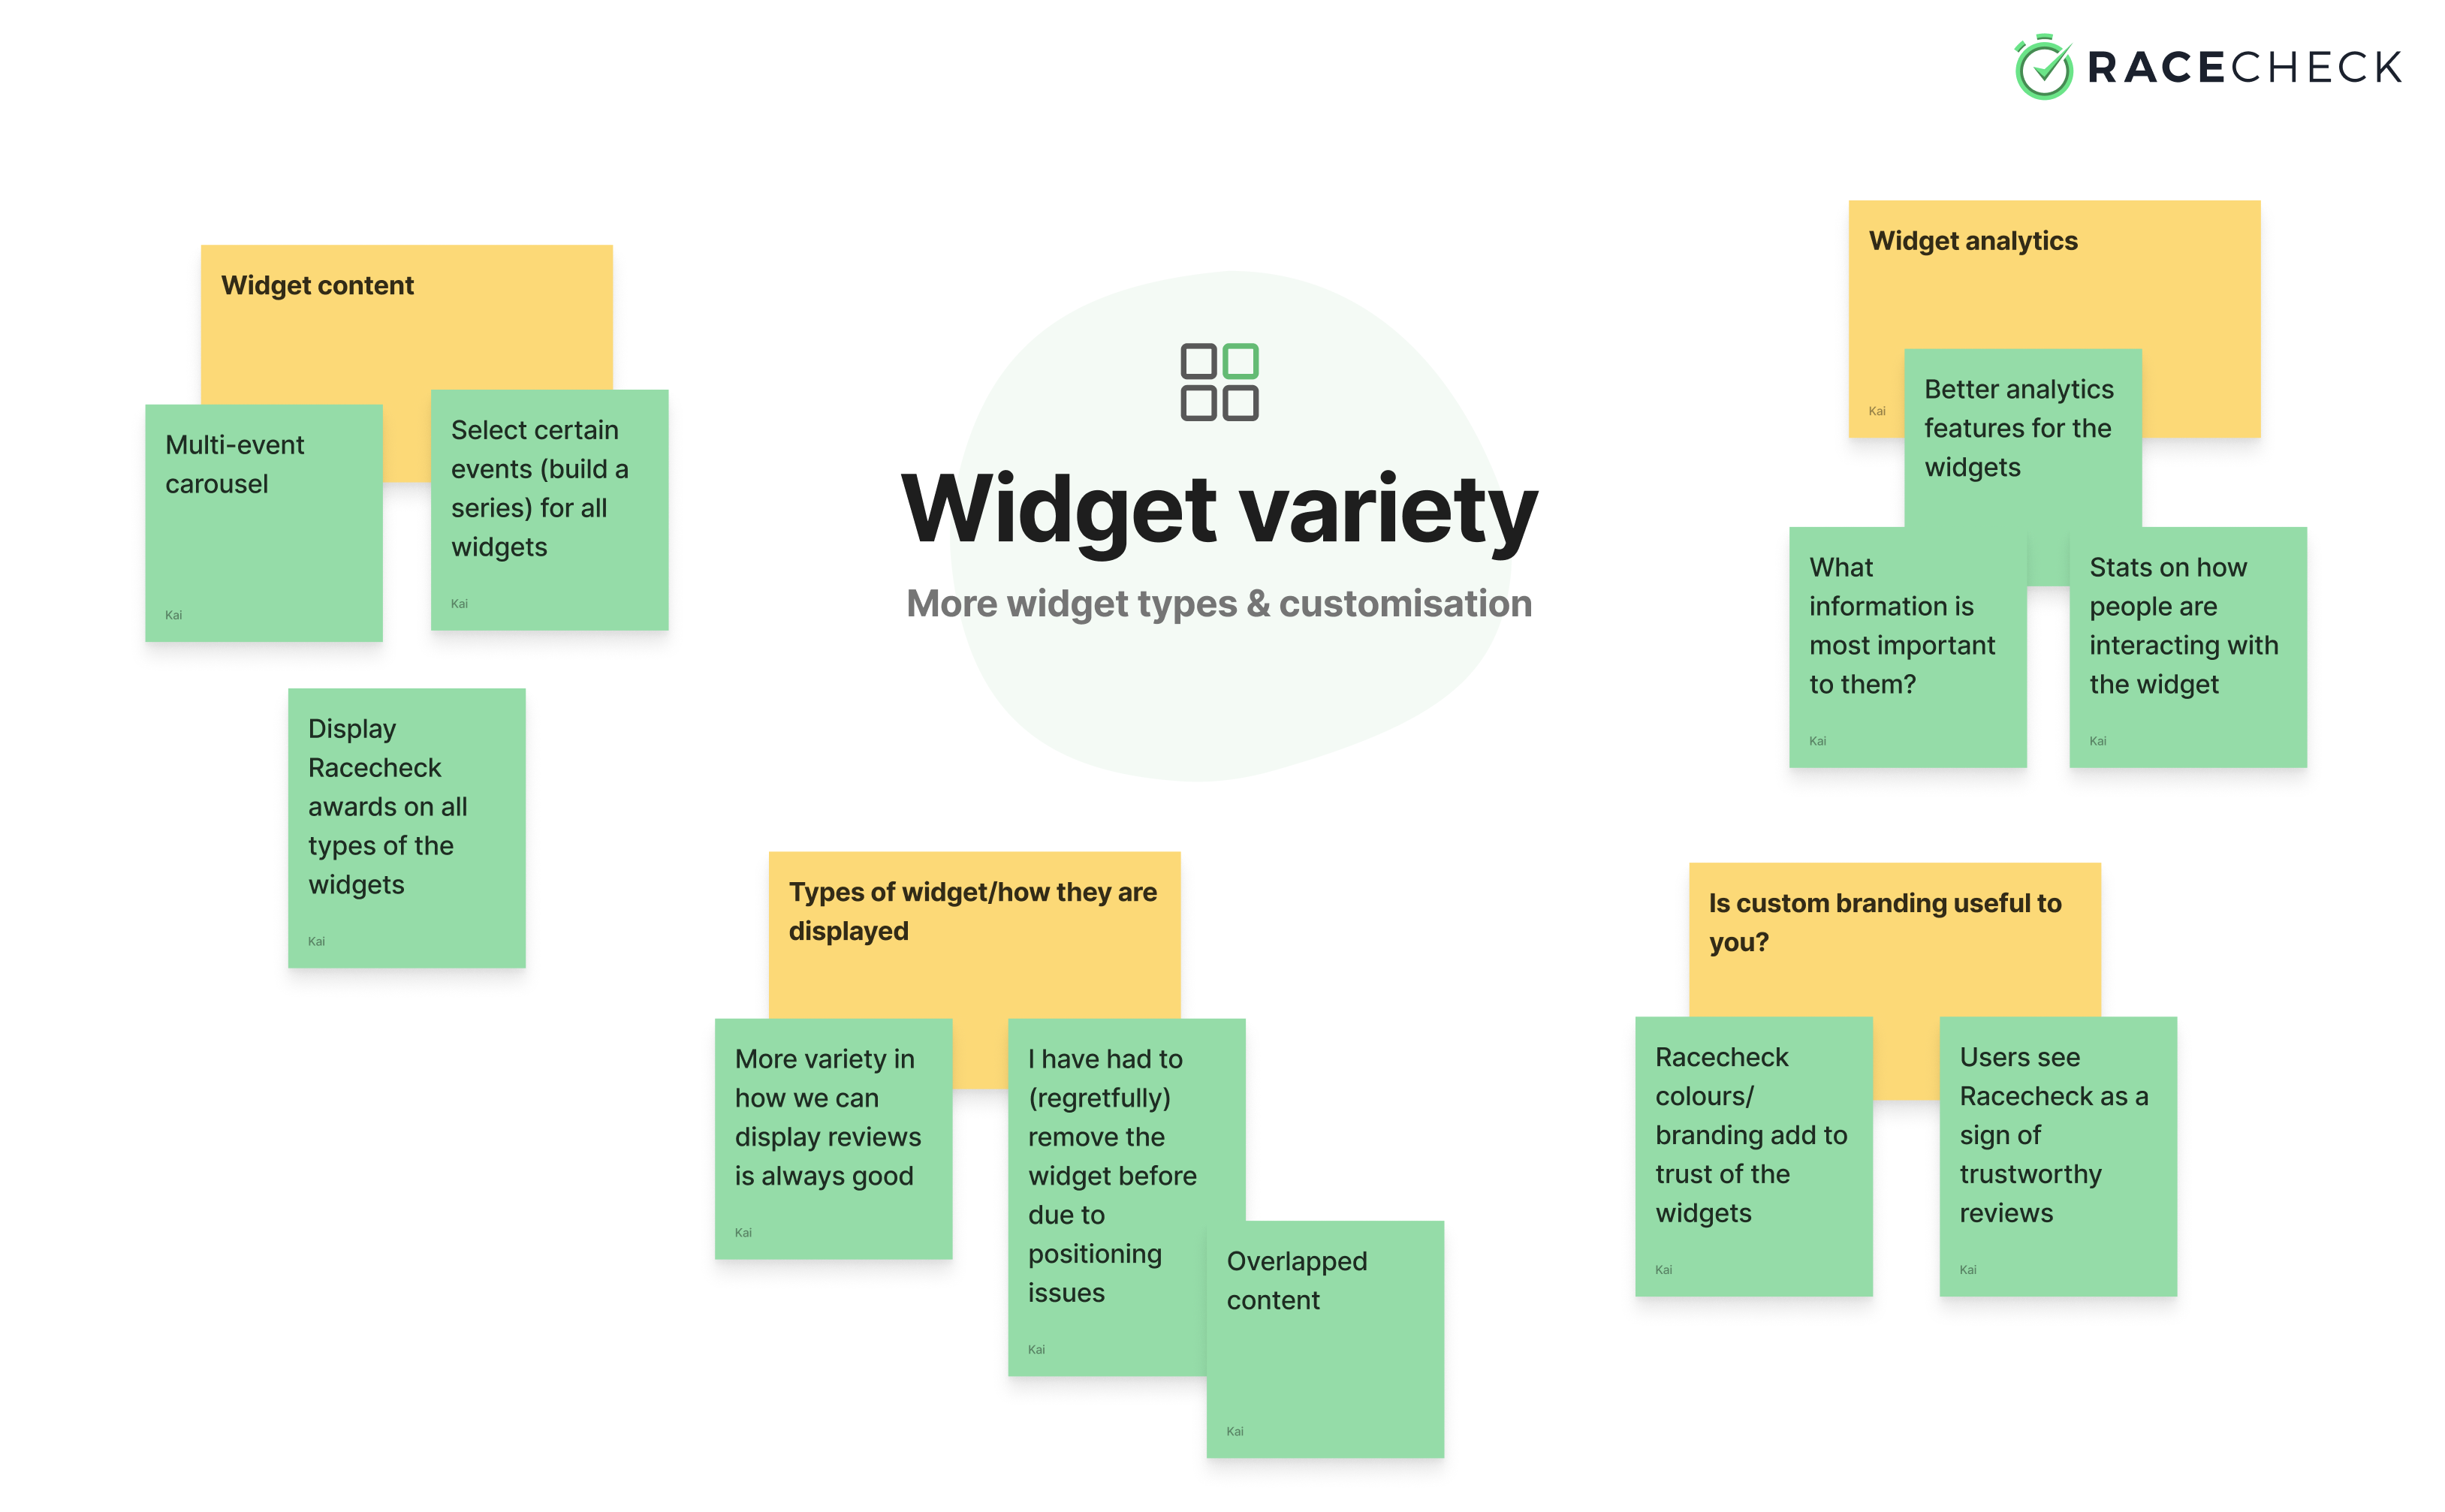 RACECHECK
Widget variety
More widget types & customisation
Widget content
Multi-event
carousel
Kai
Select certain
events (build a
series) for all
widgets
Kai
Display
Racecheck
awards on all
types of the
widgets
Kai
Widget analytics
Kai
Better analytics
features for the
widgets
What
information is
most important
to them?
Kai
Stats on how
people are
interacting with
the widget
Kai
Types of widget/how they are
displayed
More variety in
how we can
display reviews
is always good
Kai
I have had to
(regretfully)
remove the
widget before
due to
positioning
issues
Kai
Overlapped
content
Kai
Is custom branding useful to
you?
Racecheck
colours/
branding add to
trust of the
widgets
Kai
Users see
Racecheck as a
sign of
trustworthy
reviews
Kai